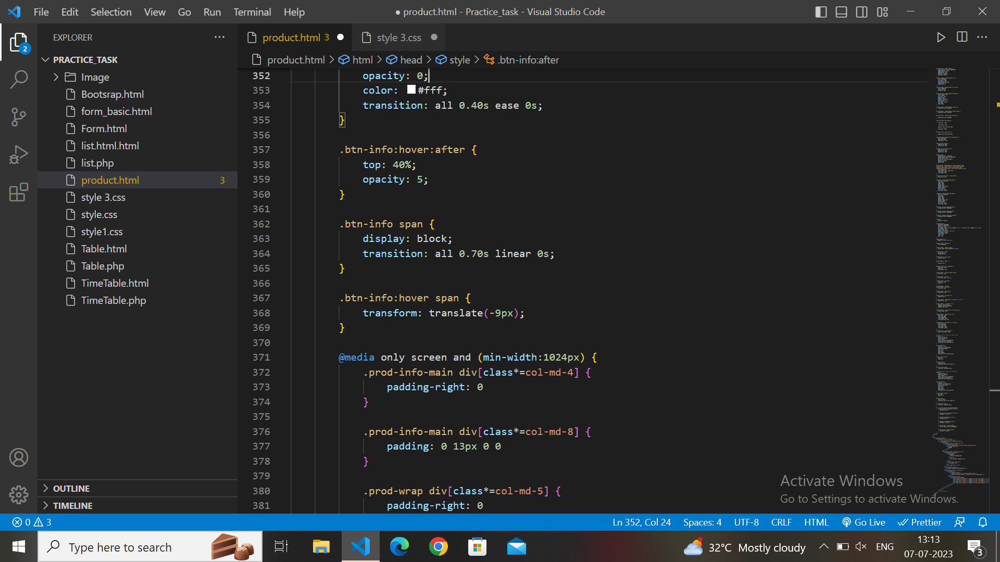 File Edit Selection View Go Run Terminal Help
● product.html - Practice_task - Visual Studio Code
2
EXPLORER
PRACTICE_TASK
Image
Bootsrap.html
form_basic.html
Form.html
list.html.html
list.php
product.html 3
style 3.css
style.css
style1.css
Table.html
Table.php
TimeTable.html
TimeTable.php
OUTLINE
TIMELINE
product.html 3
style 3.css
product.html > html > head > style > .btn-info:after
352 opacity: 0;
353 color: #fff;
354 transition: all 0.40s ease 0s;
355 }
356
357 .btn-info:hover:after {
358 top: 40%;
359 opacity: 5;
360 }
361
362 .btn-info span {
363 display: block;
364 transition: all 0.70s linear 0s;
365 }
366
367 .btn-info:hover span {
368 transform: translate(-9px);
369 }
370
371 @media only screen and (min-width:1024px) {
372 .prod-info-main div[class*=col-md-4] {
373 padding-right: 0
374 }
375
376 .prod-info-main div[class*=col-md-8] {
377 padding: 0 13px 0 0
378 }
379
380 .prod-wrap div[class*=col-md-5] {
381 padding-right: 0
Activate Windows
Go to Settings to activate Windows.
0 3
Ln 352, Col 24 Spaces: 4 UTF-8 CRLF HTML Go Live Prettier
Type here to search
32°C Mostly cloudy
ENG
13:13
07-07-2023
3